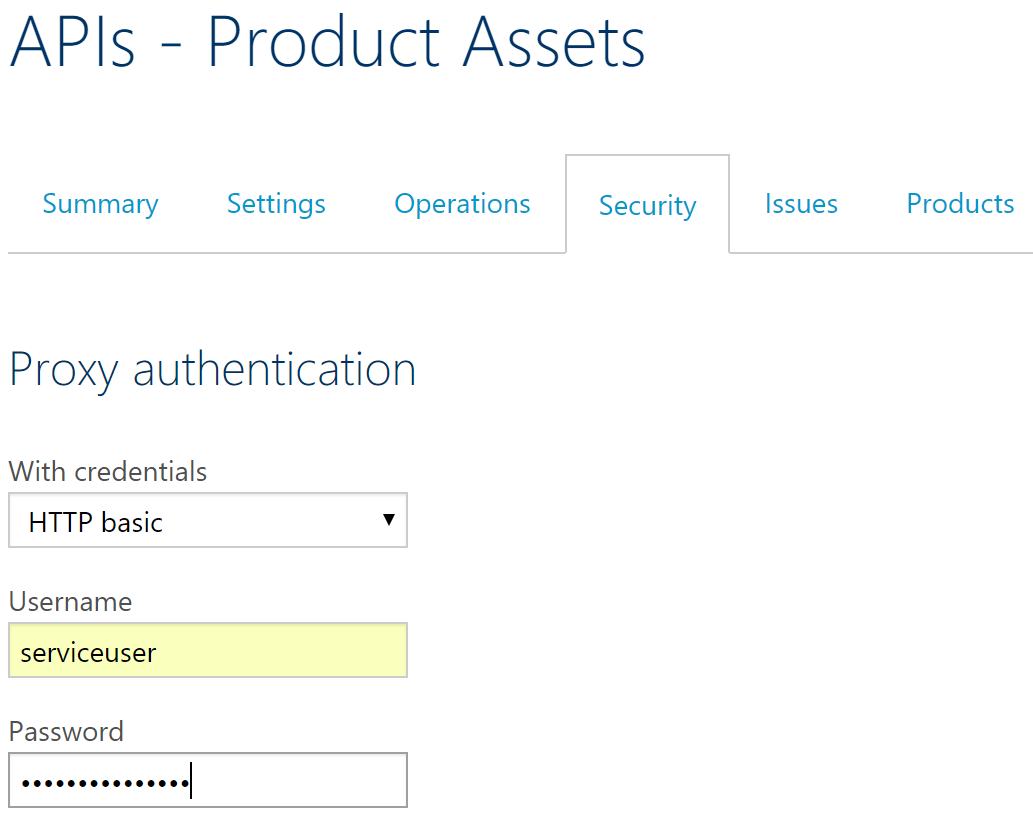 APIs - Product Assets
Summary Settings Operations Security Issues Products
Proxy authentication
With credentials
HTTP basic
Username
serviceuser
Password
•••••••••••••••